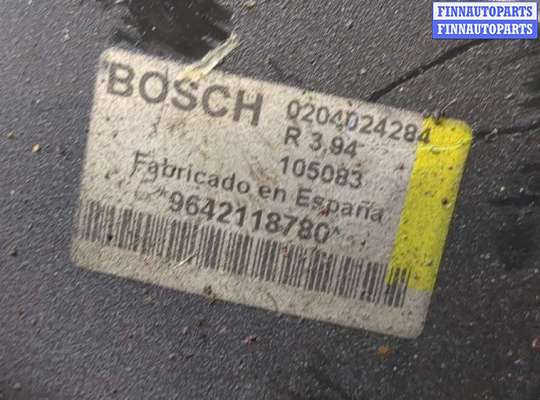 FINNAUTOPARTS
FINNAUTOPARTS
BOSCH 0204024284
R 3,94
105083
Fabricado en España
*9642118780*